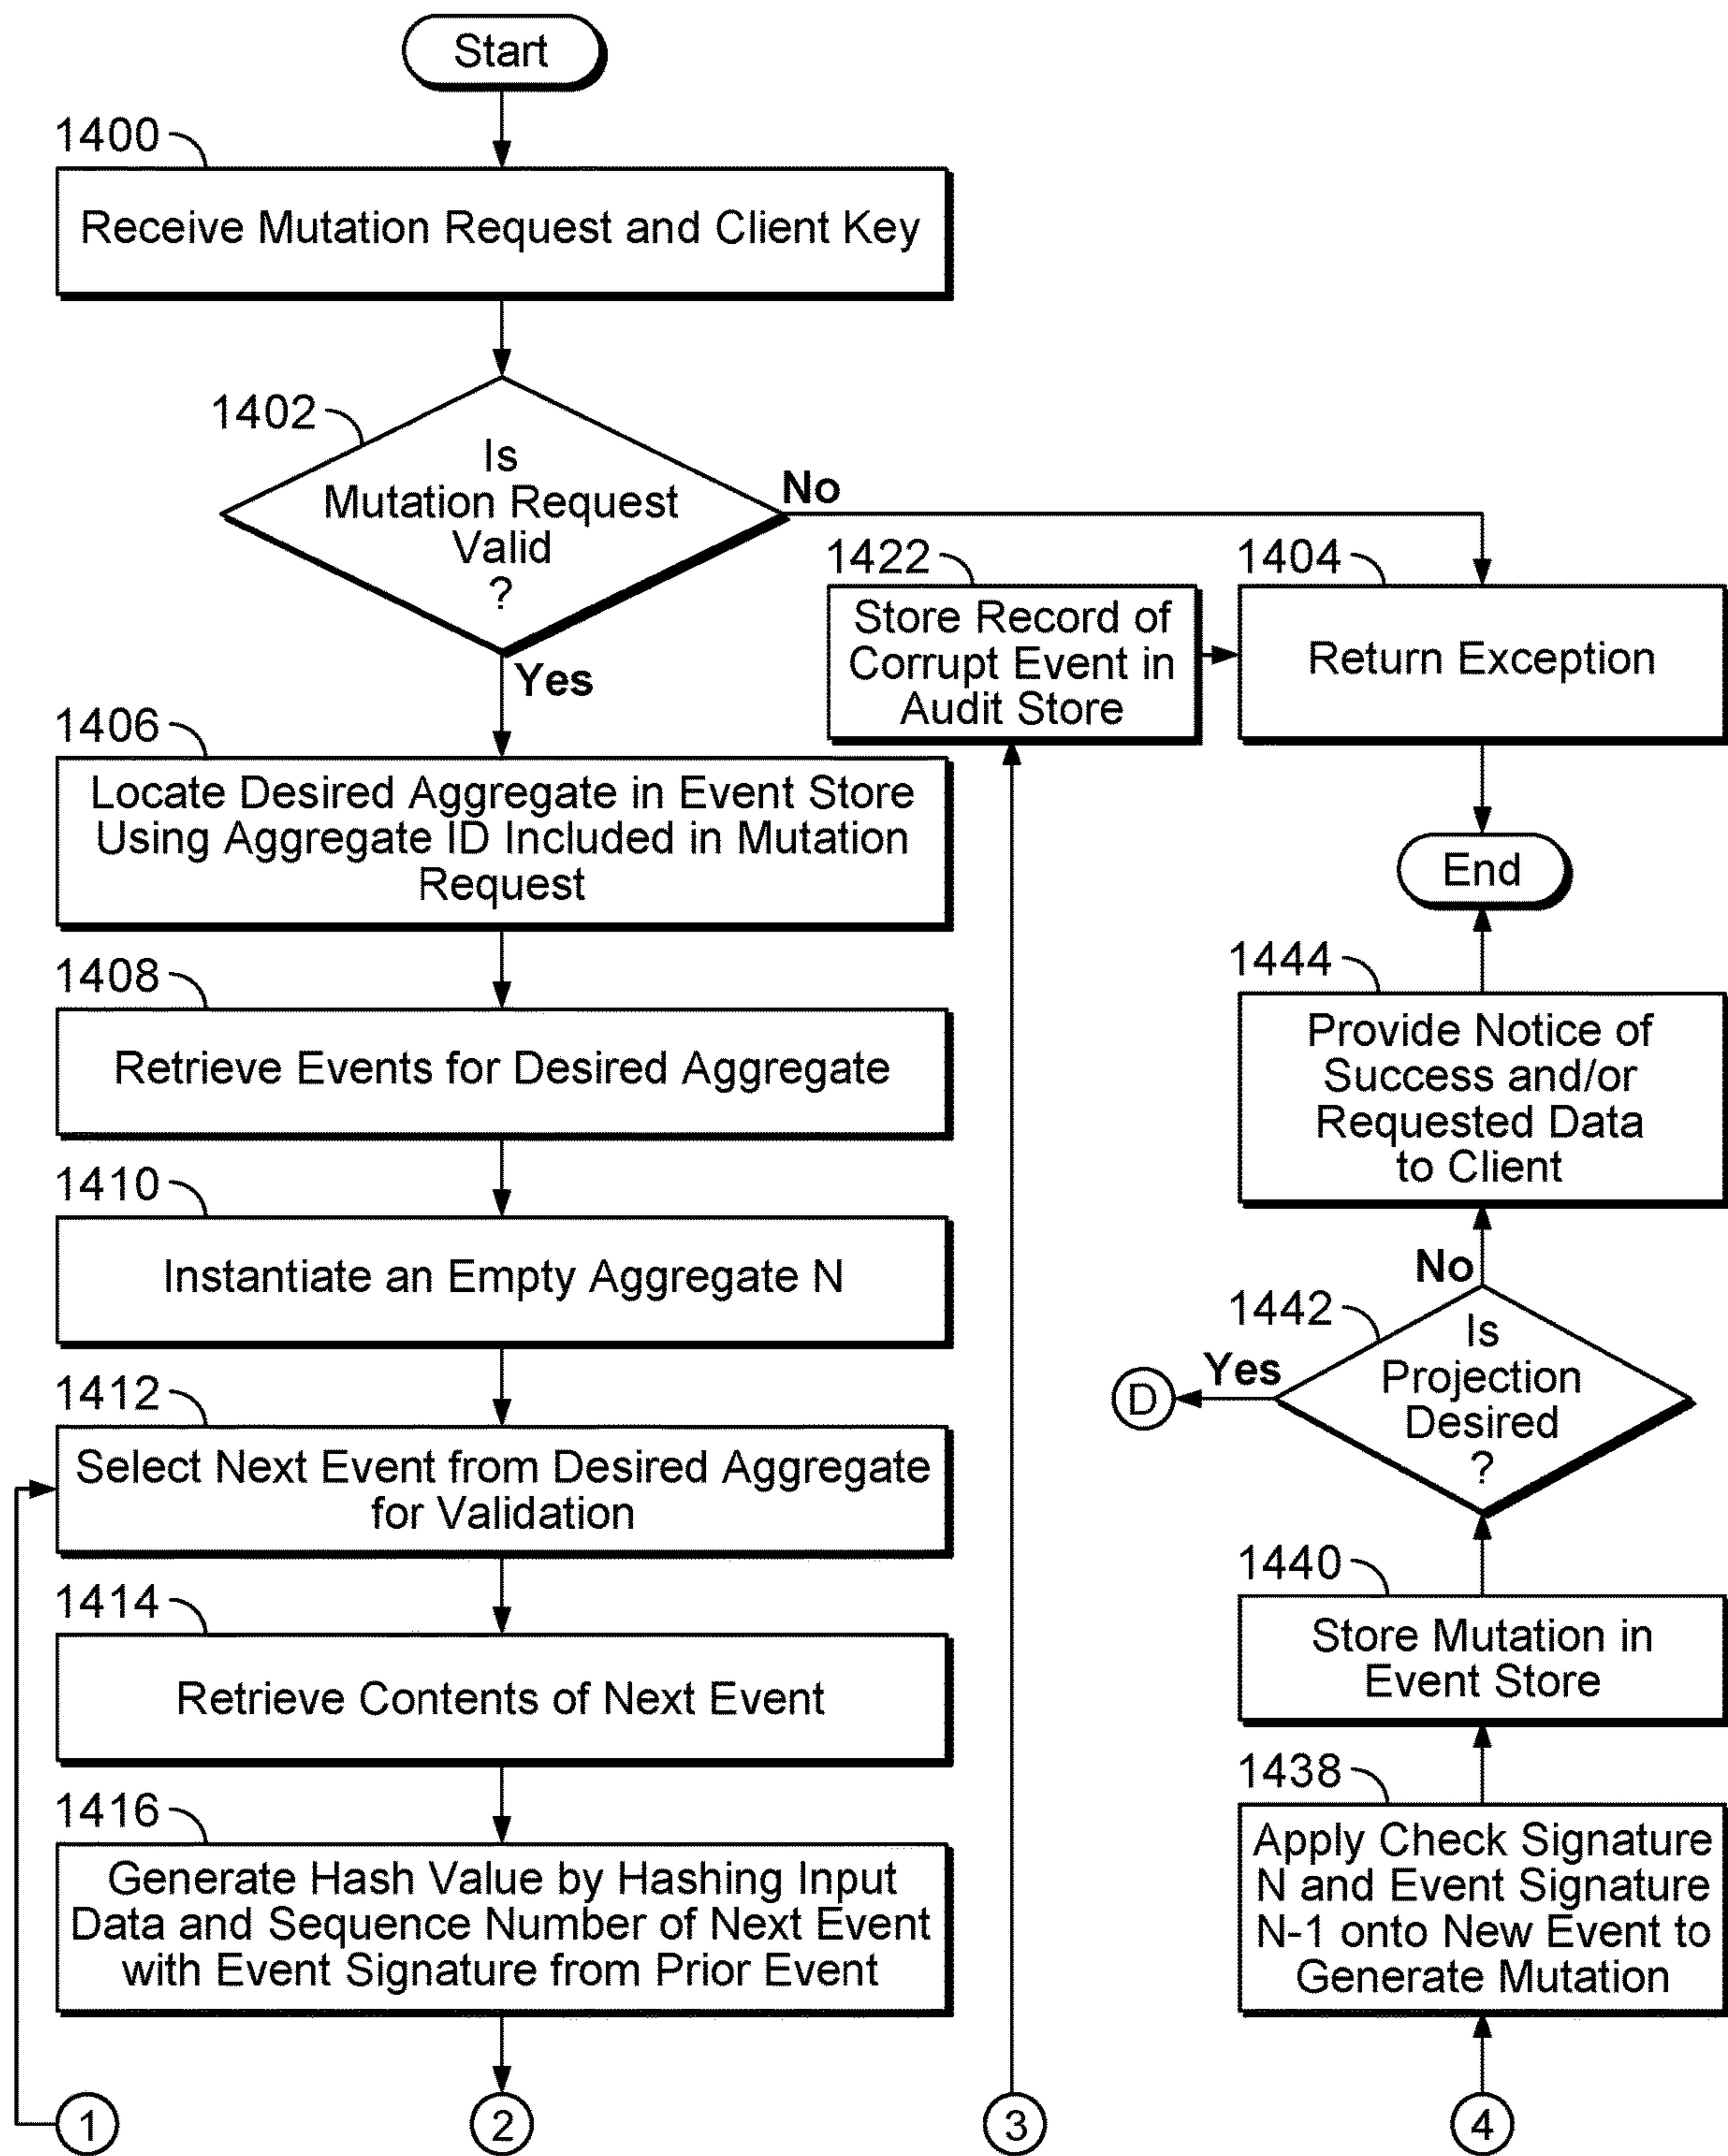 Start
1400
Receive Mutation Request and Client Key
1402
Is
Mutation Request
Valid
?
No
Yes
1422
Store Record of
Corrupt Event in
Audit Store
1404
Return Exception
End
1406
Locate Desired Aggregate in Event Store
Using Aggregate ID Included in Mutation
Request
1408
Retrieve Events for Desired Aggregate
1410
Instantiate an Empty Aggregate N
1412
Select Next Event from Desired Aggregate
for Validation
1414
Retrieve Contents of Next Event
1416
Generate Hash Value by Hashing Input
Data and Sequence Number of Next Event
with Event Signature from Prior Event
1444
Provide Notice of
Success and/or
Requested Data
to Client
No
1442
Is
Projection
Desired
?
Yes
D
1440
Store Mutation in
Event Store
1438
Apply Check Signature
N and Event Signature
N-1 onto New Event to
Generate Mutation
1
2
3
4